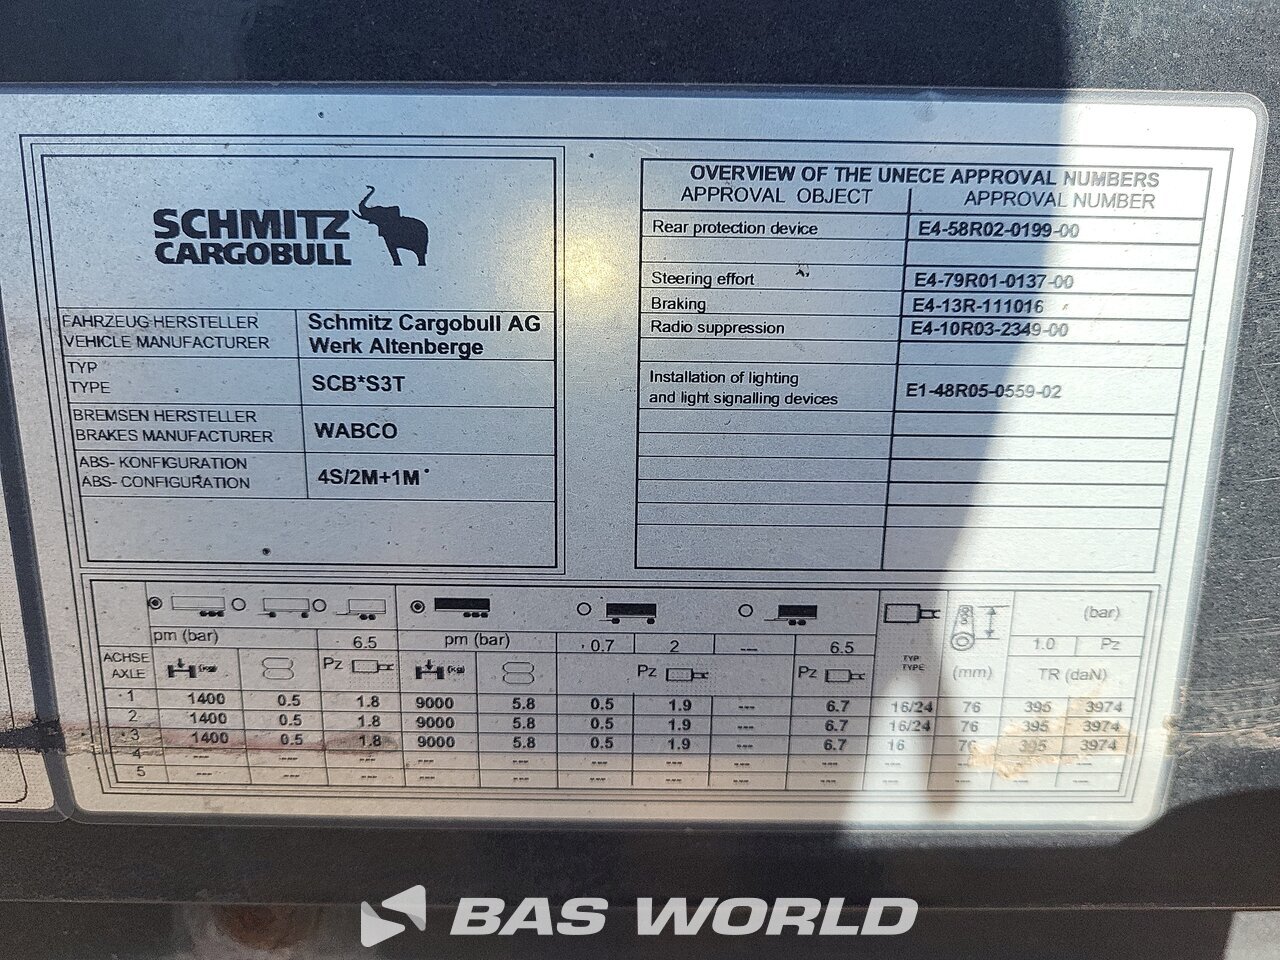 SCHMITZ
CARGOBULL
FAHRZEUG-HERSTELLER
VEHICLE MANUFACTURER
Schmitz Cargobull AG
Werk Altenberge
TYP
TYPE
SCB*S3T
BREMSEN HERSTELLER
BRAKES MANUFACTURER
WABCO
ABS- KONFIGURATION
ABS- CONFIGURATION
4S/2M+1M
OVERVIEW OF THE UNECE APPROVAL NUMBERS
APPROVAL OBJECT APPROVAL NUMBER
Rear protection device E4-58R02-0199-00
Steering effort E4-79R01-0137-00
Braking E4-13R-111016
Radio suppression E4-10R03-2349-00
Installation of lighting
and light signalling devices E1-48R05-0559-02
(bar)
pm (bar) 6.5 pm (bar) 0.7 2 --- 6.5 1.0 Pz
ACHSE
AXLE (kg) Pz (kg) Pz Pz TYP
TYPE (mm) TR (daN)
1 1400 0.5 1.8 9000 5.8 0.5 1.9 --- 6.7 16/24 76 395 3974
2 1400 0.5 1.8 9000 5.8 0.5 1.9 --- 6.7 16/24 76 395 3974
3 1400 0.5 1.8 9000 5.8 0.5 1.9 --- 6.7 16 76 395 3974
4 --- --- --- --- --- --- --- --- --- --- --- --- ---
5 --- --- --- --- --- --- --- --- --- --- --- --- ---
BAS WORLD